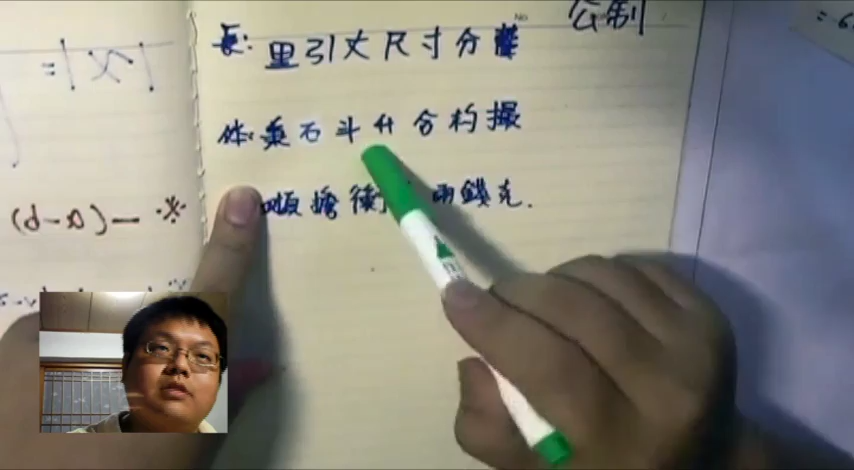 公制
長: 里引丈尺寸分釐
体: 秉石斗升合杓撮
擔衡 兩錢克.
=|X|
(d-a)- ※